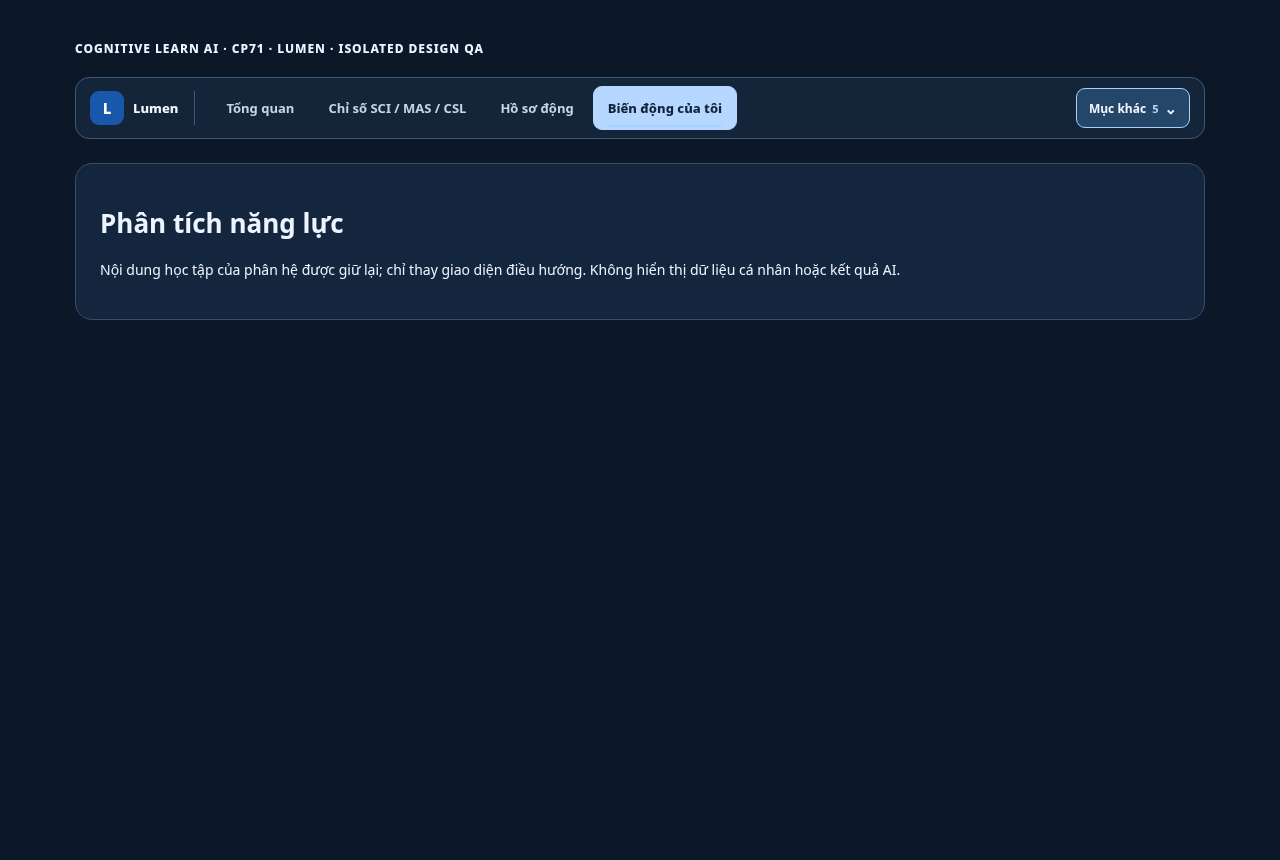 COGNITIVE LEARN AI · CP71 · LUMEN · ISOLATED DESIGN QA
L Lumen Tổng quan Chỉ số SCI / MAS / CSL Hồ sơ động Biến động của tôi Mục khác 5
Phân tích năng lực
Nội dung học tập của phân hệ được giữ lại; chỉ thay giao diện điều hướng. Không hiển thị dữ liệu cá nhân hoặc kết quả AI.